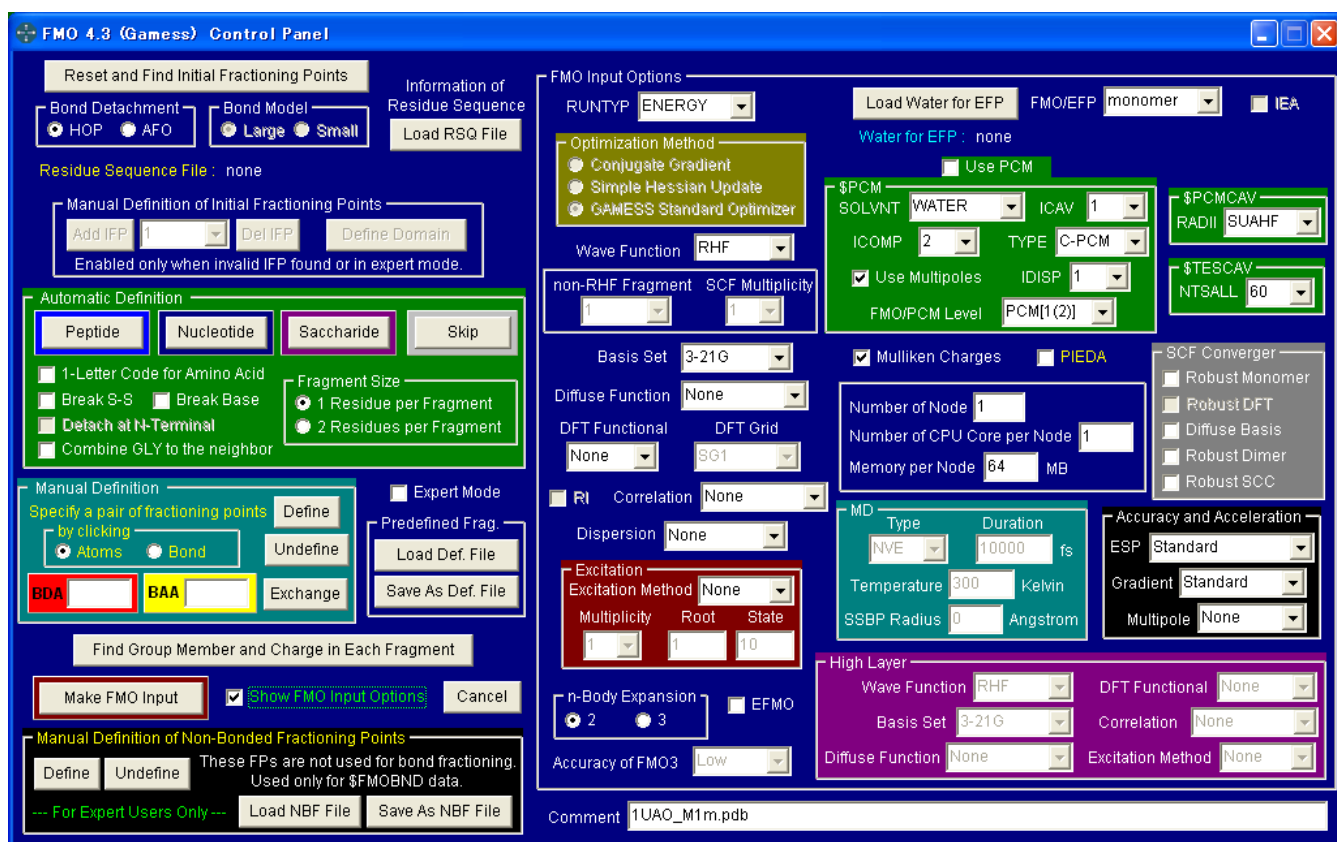 FMO 4.3 (Gamess) Control Panel
Reset and Find Initial Fractioning Points
Bond Detachment
HOP AFO
Bond Model
Large Small
Information of
Residue Sequence
Load RSQ File
Residue Sequence File : none
Manual Definition of Initial Fractioning Points
Add IFP 1 Del IFP Define Domain
Enabled only when invalid IFP found or in expert mode.
Automatic Definition
Peptide Nucleotide Saccharide Skip
1-Letter Code for Amino Acid
Break S-S Break Base
Detach at N-Terminal
Combine GLY to the neighbor
Fragment Size
1 Residue per Fragment
2 Residues per Fragment
Manual Definition
Specify a pair of fractioning points
by clicking
Atoms Bond
Define
Undefine
BDA BAA Exchange
Expert Mode
Predefined Frag.
Load Def. File
Save As Def. File
Find Group Member and Charge in Each Fragment
Make FMO Input Show FMO Input Options Cancel
Manual Definition of Non-Bonded Fractioning Points
Define Undefine
These FPs are not used for bond fractioning.
Used only for $FMOBND data.
--- For Expert Users Only --- Load NBF File Save As NBF File
FMO Input Options
RUNTYP ENERGY
Optimization Method
Conjugate Gradient
Simple Hessian Update
GAMESS Standard Optimizer
Wave Function RHF
non-RHF Fragment SCF Multiplicity
1 1
Basis Set 3-21G
Diffuse Function None
DFT Functional DFT Grid
None SG1
RI Correlation None
Dispersion None
Excitation
Excitation Method None
Multiplicity Root State
1 1 10
n-Body Expansion
2 3
EFMO
Accuracy of FMO3 Low
Load Water for EFP FMO/EFP monomer IEA
Water for EFP : none
Use PCM
$PCM
SOLVNT WATER ICAV 1
ICOMP 2 TYPE C-PCM
Use Multipoles IDISP 1
FMO/PCM Level PCM[1(2)]
$PCMCAV
RADII SUAHF
$TESCAV
NTSALL 60
Mulliken Charges PIEDA
Number of Node 1
Number of CPU Core per Node 1
Memory per Node 64 MB
SCF Converger
Robust Monomer
Robust DFT
Diffuse Basis
Robust Dimer
Robust SCC
MD
Type Duration
NVE 10000 fs
Temperature 300 Kelvin
SSBP Radius 0 Angstrom
Accuracy and Acceleration
ESP Standard
Gradient Standard
Multipole None
High Layer
Wave Function RHF DFT Functional None
Basis Set 3-21G Correlation None
Diffuse Function None Excitation Method None
Comment 1UAO_M1m.pdb